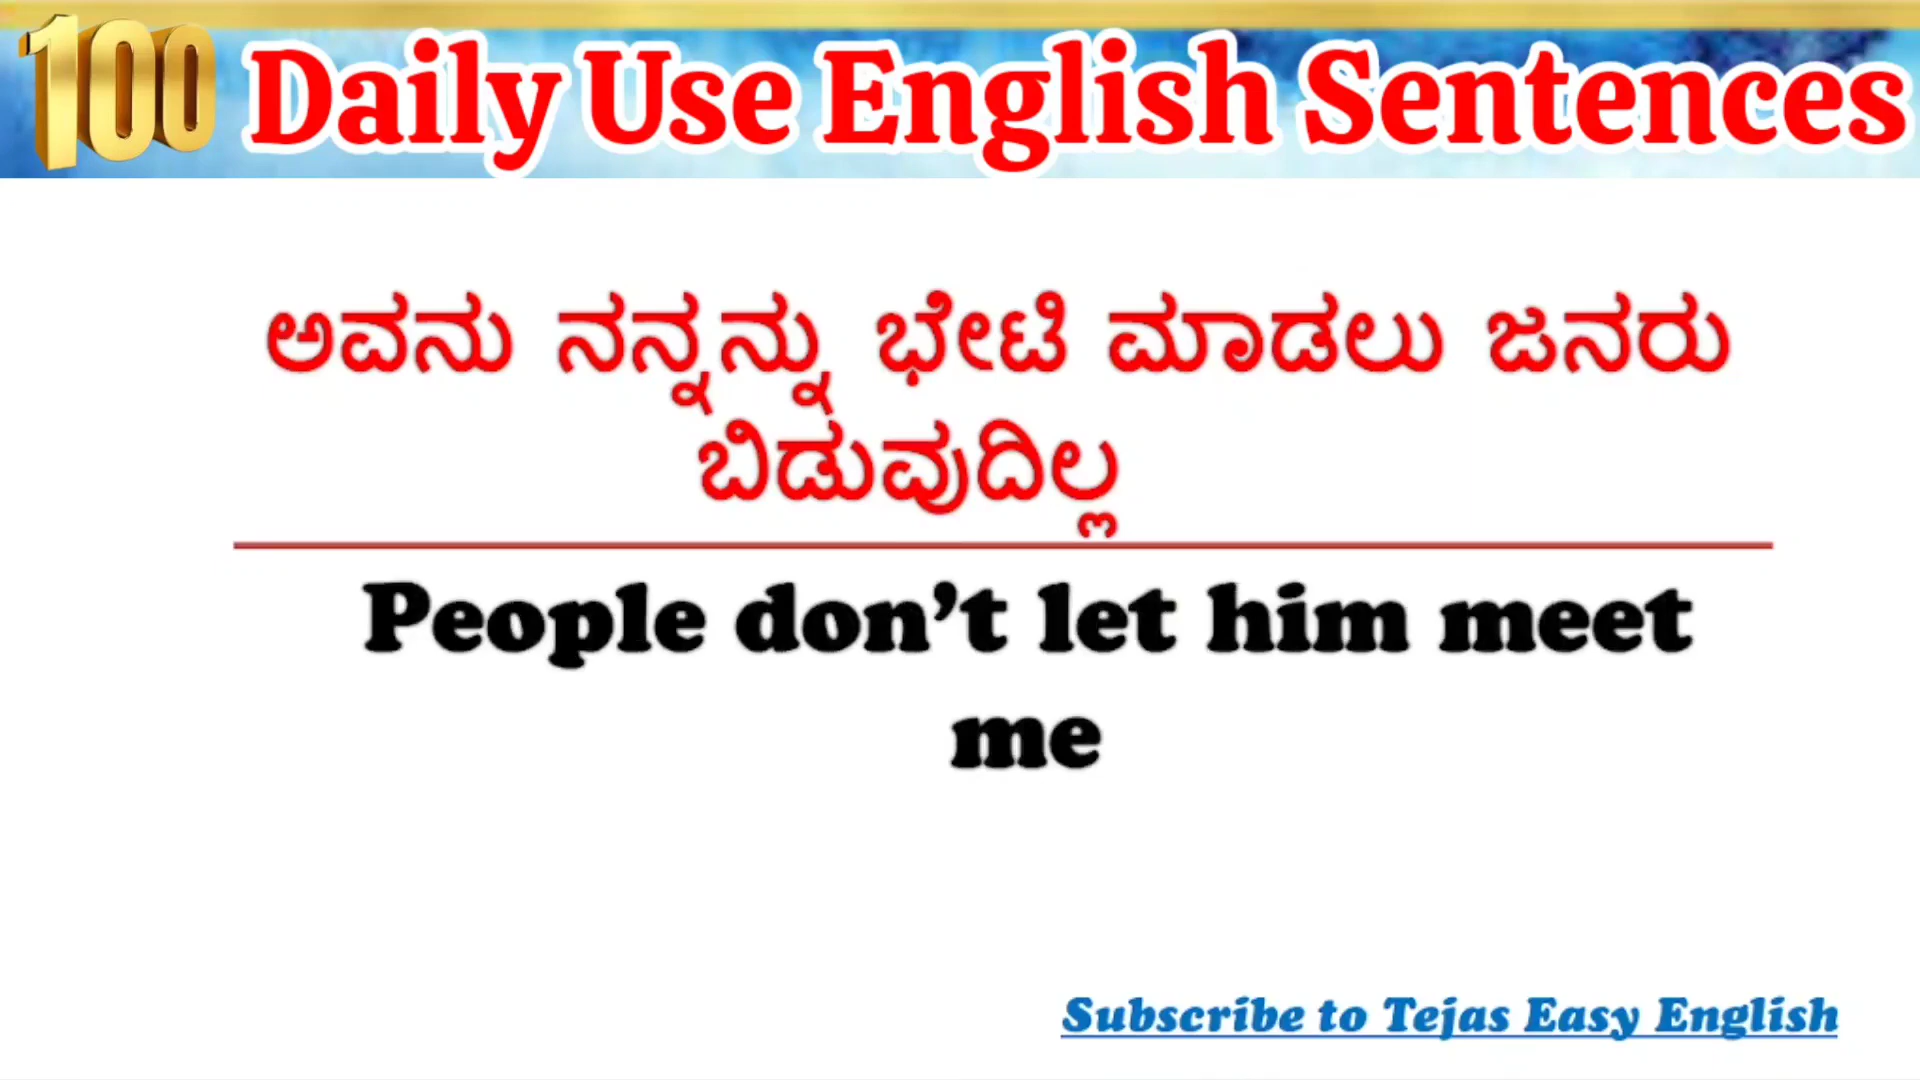 100 Daily Use English Sentences
ಅವನು ನನ್ನನ್ನು ಭೇಟಿ ಮಾಡಲು ಜನರು
ಬಿಡುವುದಿಲ್ಲ
People don’t let him meet
me
Subscribe to Tejas Easy English